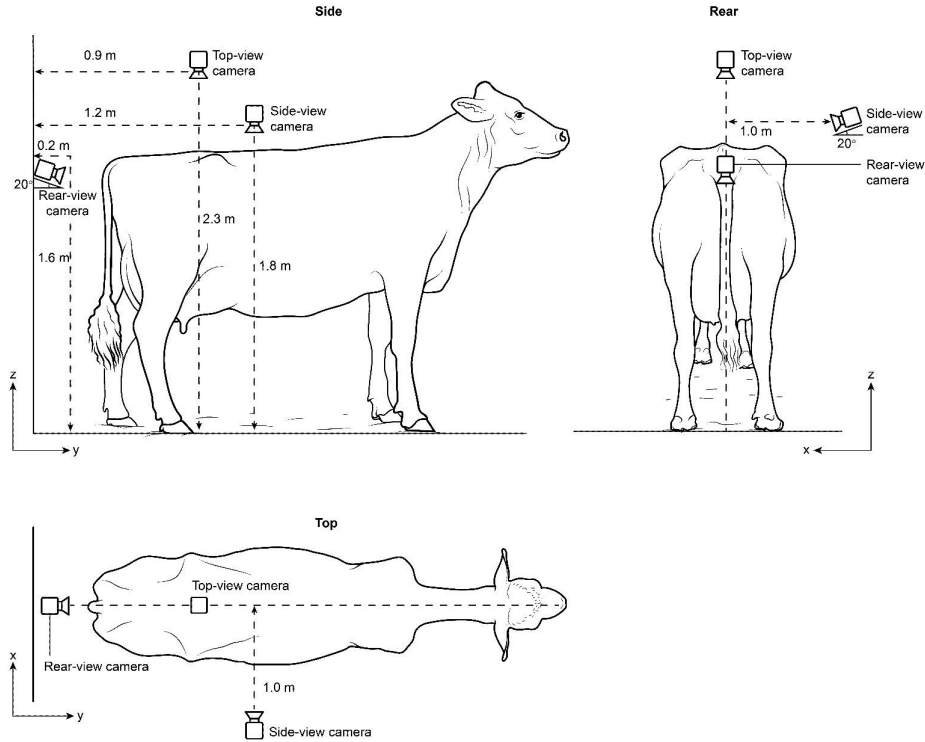 Side
Rear
0.9 m
Top-view
camera
Top-view
camera
1.2 m
Side-view
camera
Side-view
camera
1.0 m
20°
0.2 m
20°
Rear-view
camera
Rear-view
camera
2.3 m
1.6 m
1.8 m
z
y
z
x
Top
Top-view camera
Rear-view camera
x
y
1.0 m
Side-view camera